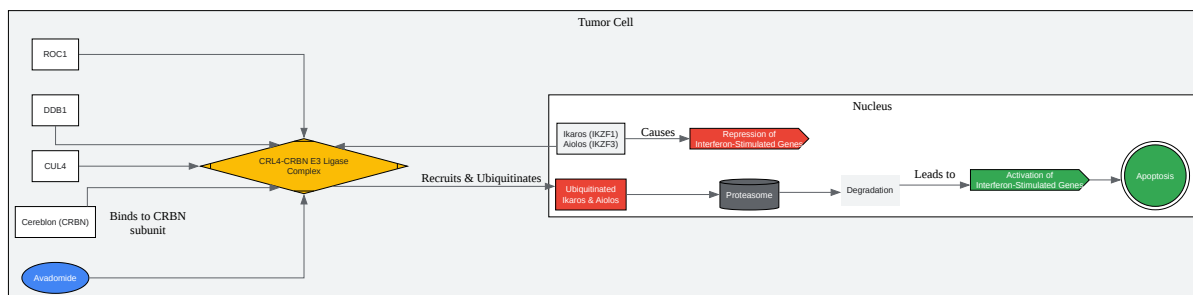 Tumor Cell
ROC1
DDB1
CUL4
Cereblon (CRBN)
Avadomide
Binds to CRBN
subunit
CRL4-CRBN E3 Ligase
Complex
Recruits & Ubiquitinates
Nucleus
Ikaros (IKZF1)
Aiolos (IKZF3)
Causes
Repression of
Interferon-Stimulated Genes
Ubiquitinated
Ikaros & Aiolos
Proteasome
Degradation
Leads to
Activation of
Interferon-Stimulated Genes
Apoptosis